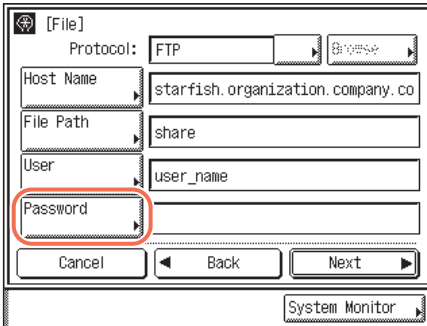 [File]
Protocol: FTP Browse
Host Name starfish.organization.company.co
File Path share
User user_name
Password
Cancel Back Next
System Monitor